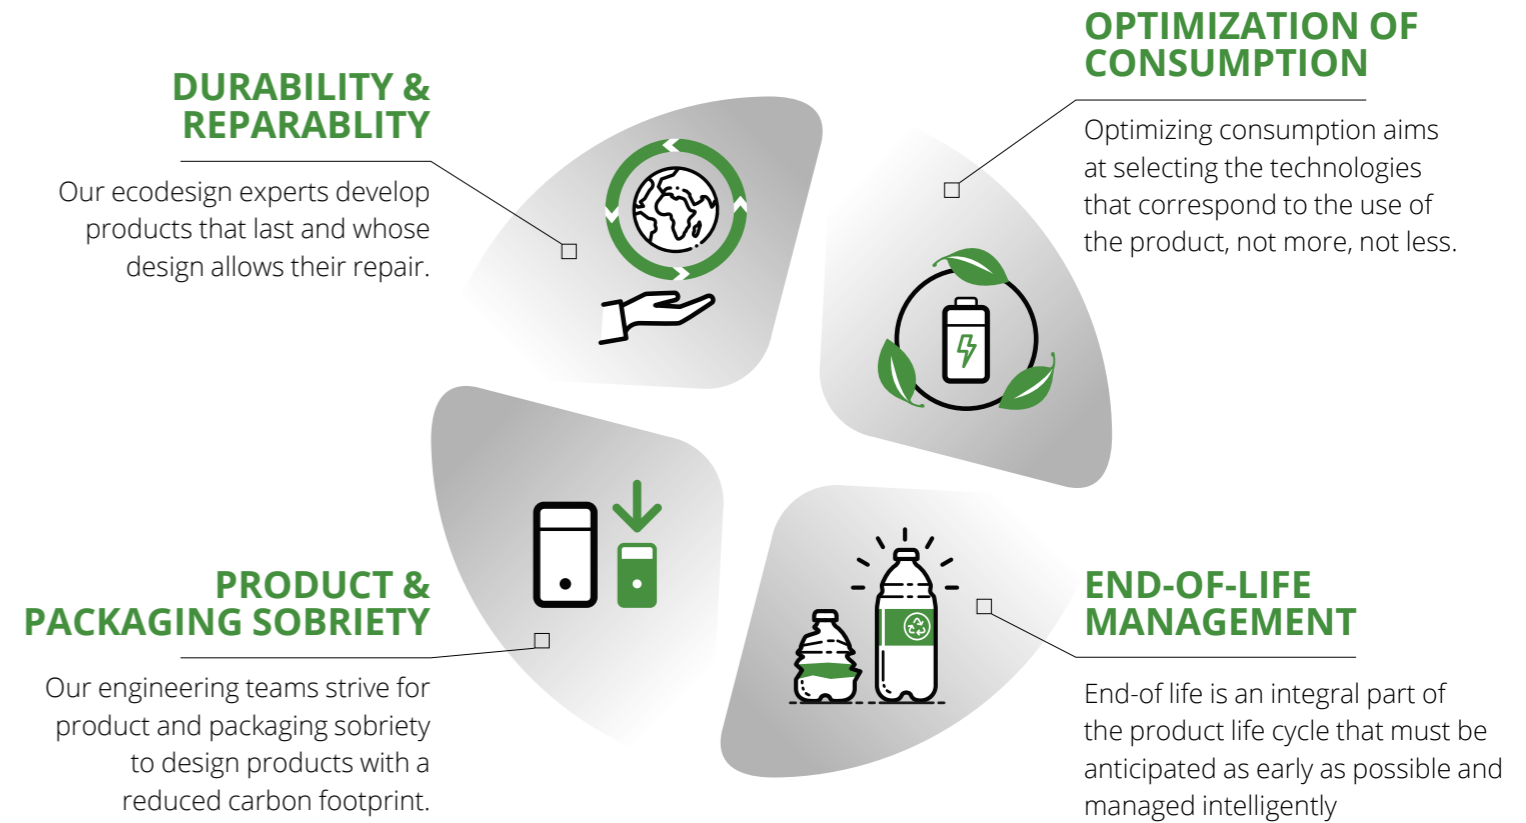 DURABILITY &
REPARABLITY
Our ecodesign experts develop
products that last and whose
design allows their repair.
OPTIMIZATION OF
CONSUMPTION
Optimizing consumption aims
at selecting the technologies
that correspond to the use of
the product, not more, not less.
PRODUCT &
PACKAGING SOBRIETY
Our engineering teams strive for
product and packaging sobriety
to design products with a
reduced carbon footprint.
END-OF-LIFE
MANAGEMENT
End-of life is an integral part of
the product life cycle that must be
anticipated as early as possible and
managed intelligently